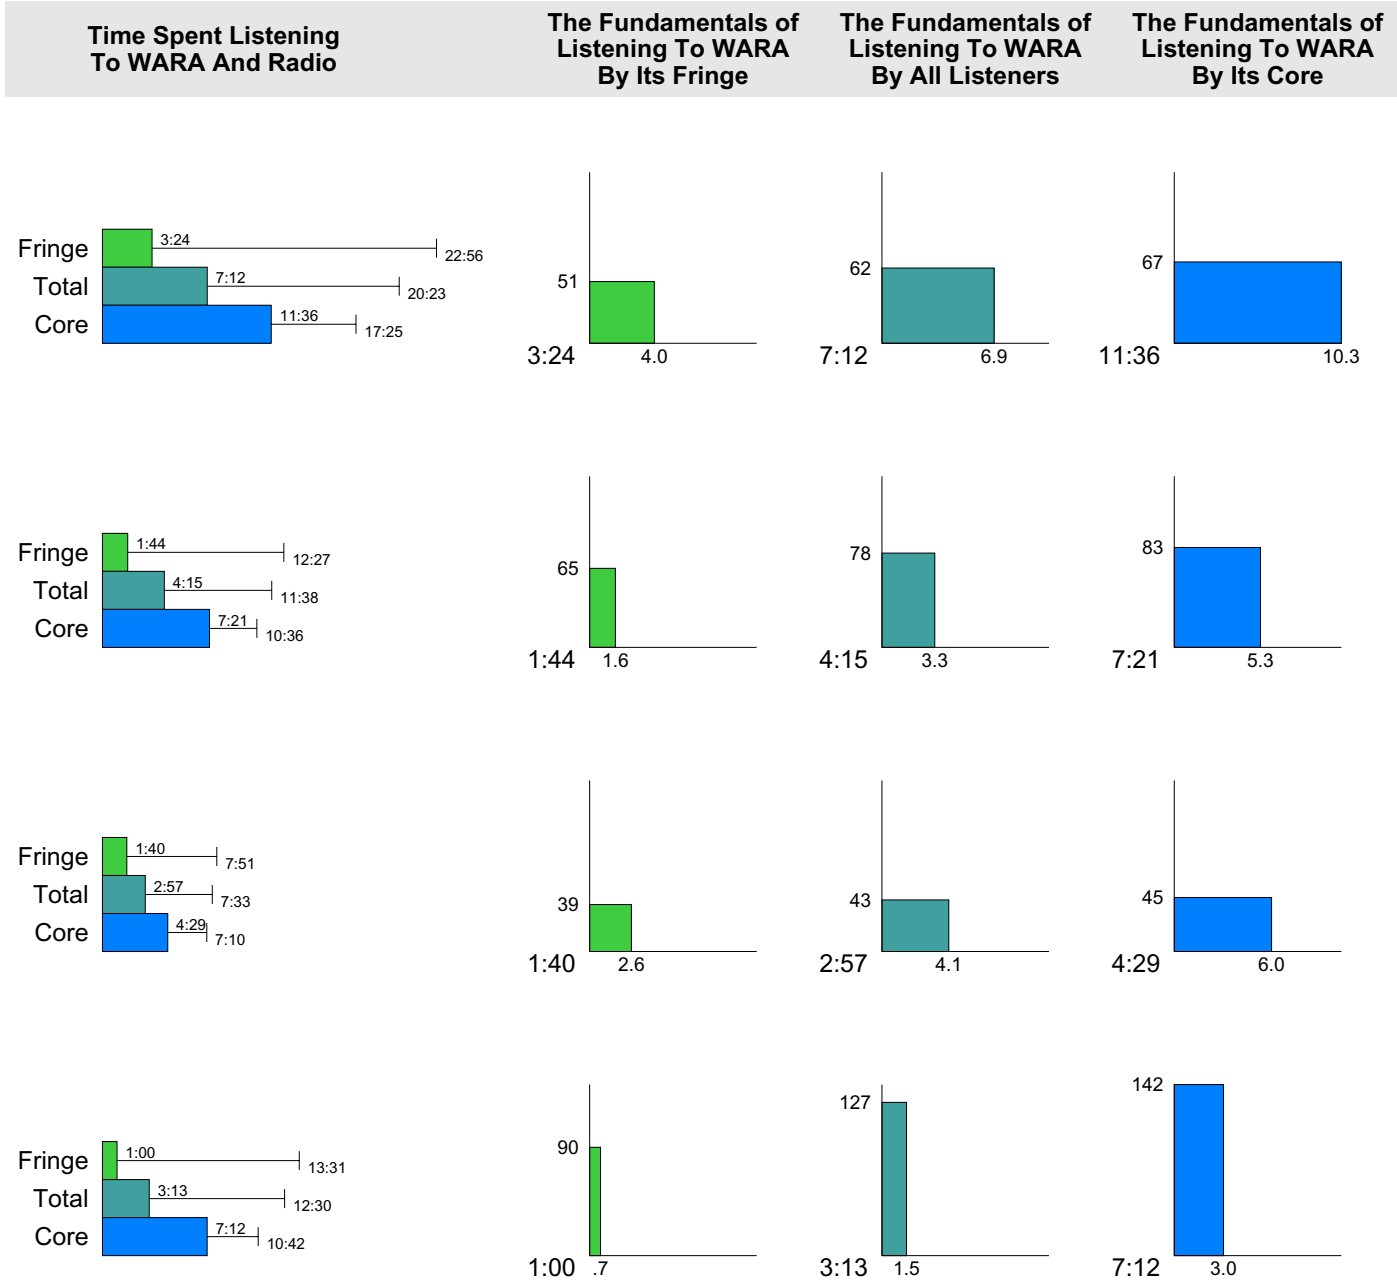 Time Spent Listening
To WARA And Radio
The Fundamentals of
Listening To WARA
By Its Fringe
The Fundamentals of
Listening To WARA
By All Listeners
The Fundamentals of
Listening To WARA
By Its Core
Fringe
3:24
22:56
Total
7:12
20:23
Core
11:36
17:25
51
3:24
4.0
62
7:12
6.9
67
11:36
10.3
Fringe
1:44
12:27
Total
4:15
11:38
Core
7:21
10:36
65
1:44
1.6
78
4:15
3.3
83
7:21
5.3
Fringe
1:40
7:51
Total
2:57
7:33
Core
4:29
7:10
39
1:40
2.6
43
2:57
4.1
45
4:29
6.0
Fringe
1:00
13:31
Total
3:13
12:30
Core
7:12
10:42
90
1:00
.7
127
3:13
1.5
142
7:12
3.0